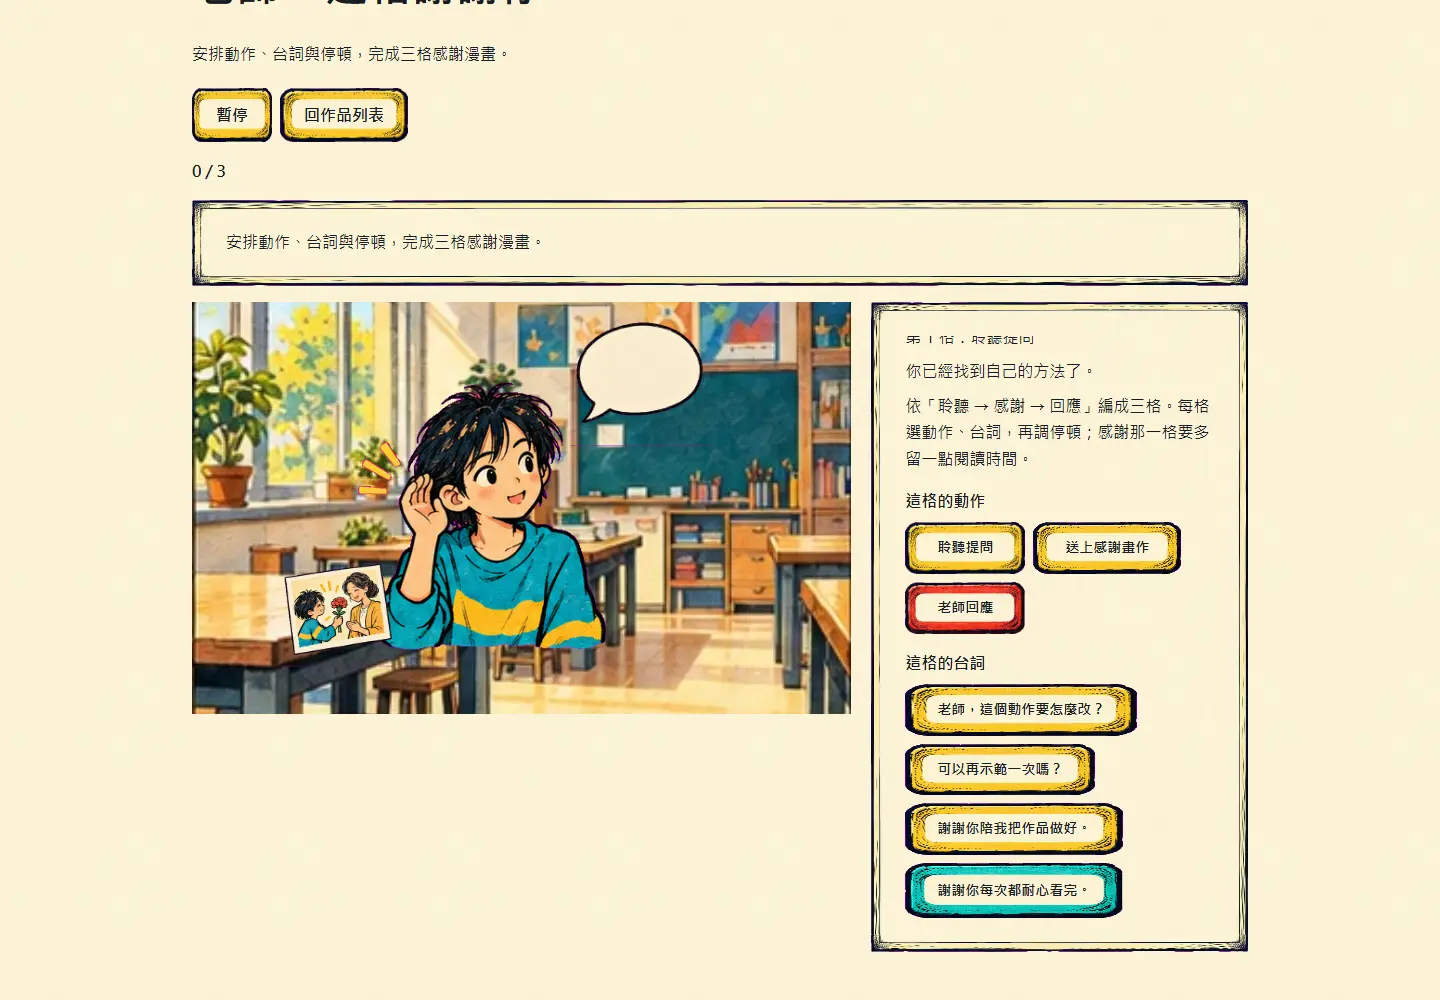 安排動作、台詞與停頓，完成三格感謝漫畫。
暫停
回作品列表
0 / 3
安排動作、台詞與停頓，完成三格感謝漫畫。
第 1 格：聆聽提問
你已經找到自己的方法了。
依「聆聽 → 感謝 → 回應」編成三格。每格
選動作、台詞，再調停頓；感謝那一格要多
留一點閱讀時間。
這格的動作
聆聽提問
送上感謝畫作
老師回應
這格的台詞
老師，這個動作要怎麼改？
可以再示範一次嗎？
謝謝你陪我把作品做好。
謝謝你每次都耐心看完。